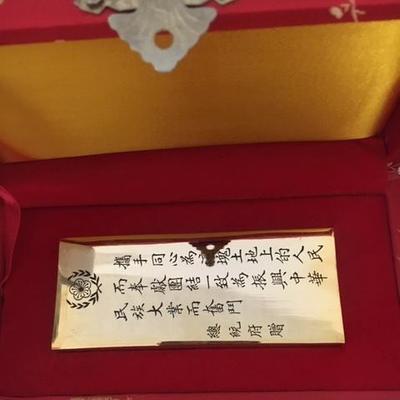 攜手同心為這塊土地上的人民
而奉獻團結一致為振興中華
民族大業而奮鬥
總統府贈